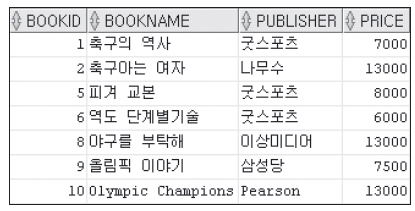 BOOKID BOOKNAME PUBLISHER PRICE
1 축구의 역사 굿스포츠 7000
2 축구아는 여자 나무수 13000
5 피겨 교본 굿스포츠 8000
6 역도 단계별기술 굿스포츠 6000
8 야구를 부탁해 이상미디어 13000
9 올림픽 이야기 삼성당 7500
10 Olympic Champions Pearson 13000